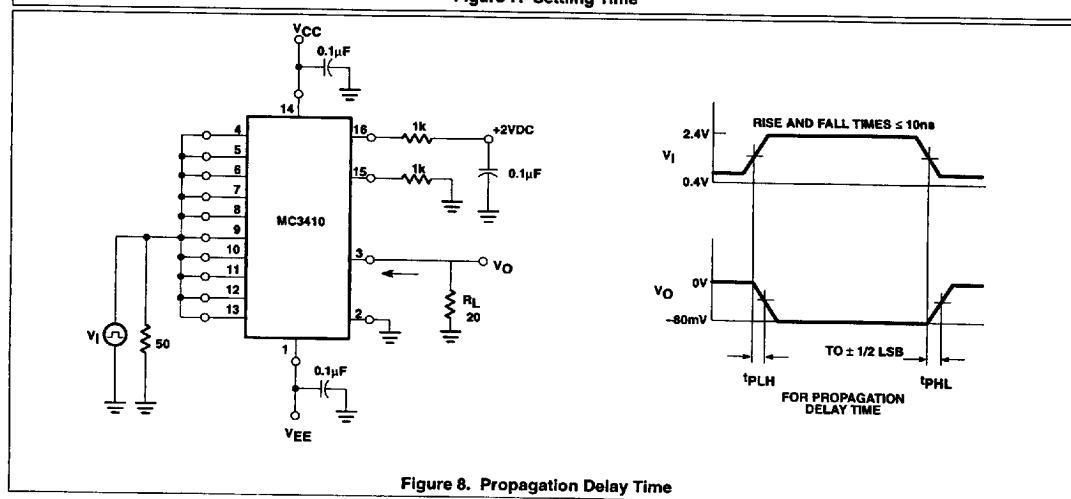 Figure 7. Settling Time
VCC
0.1µF
14
4
5
6
7
8
9
10
11
12
13
MC3410
16
1k
+2VDC
15
1k
0.1µF
3
VO
RL
20
2
VI
50
1
0.1µF
VEE
RISE AND FALL TIMES ≤ 10ns
2.4V
VI
0.4V
VO
0V
–80mV
TO ± 1/2 LSB
tPLH
tPHL
FOR PROPAGATION
DELAY TIME
Figure 8. Propagation Delay Time